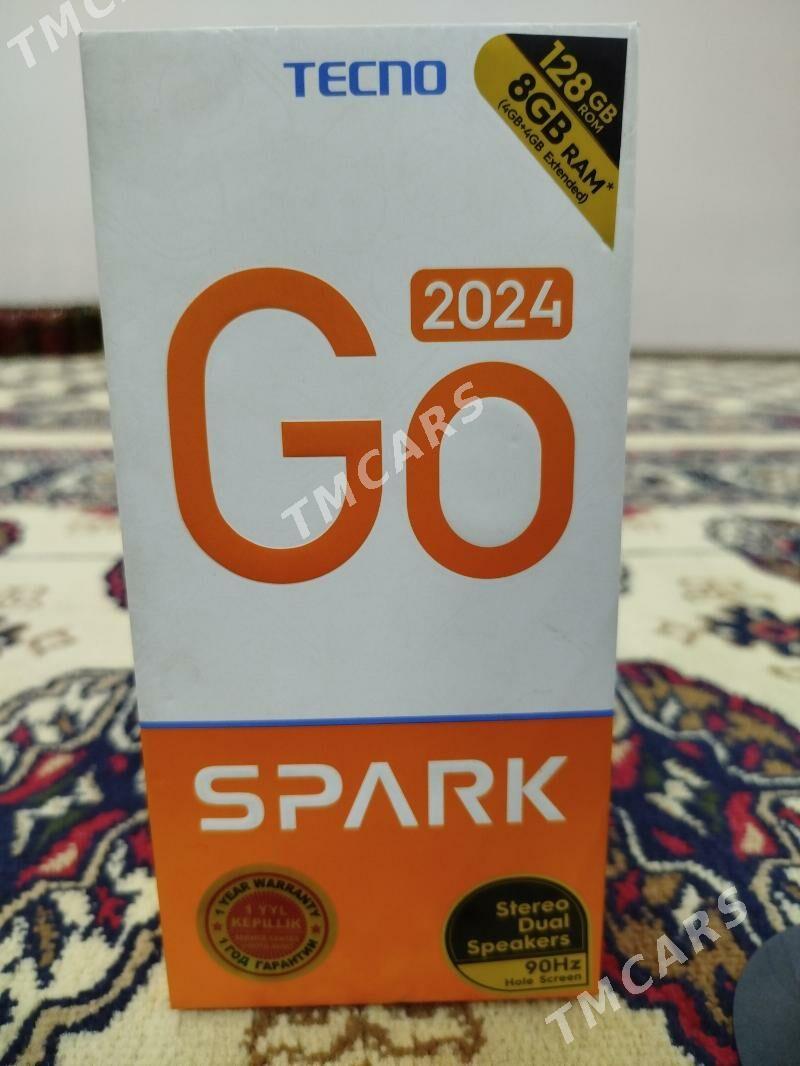 TMCARS
TECNO
128GB
ROM
8GB RAM*
(4GB+4GB Extended)
2024
Go
TMCARS
SPARK
1 YEAR WARRANTY
1 YYL
KEPILLIK
1 ГОД ГАРАНТИИ
Stereo
Dual
Speakers
90Hz
Hole Screen
TMCARS